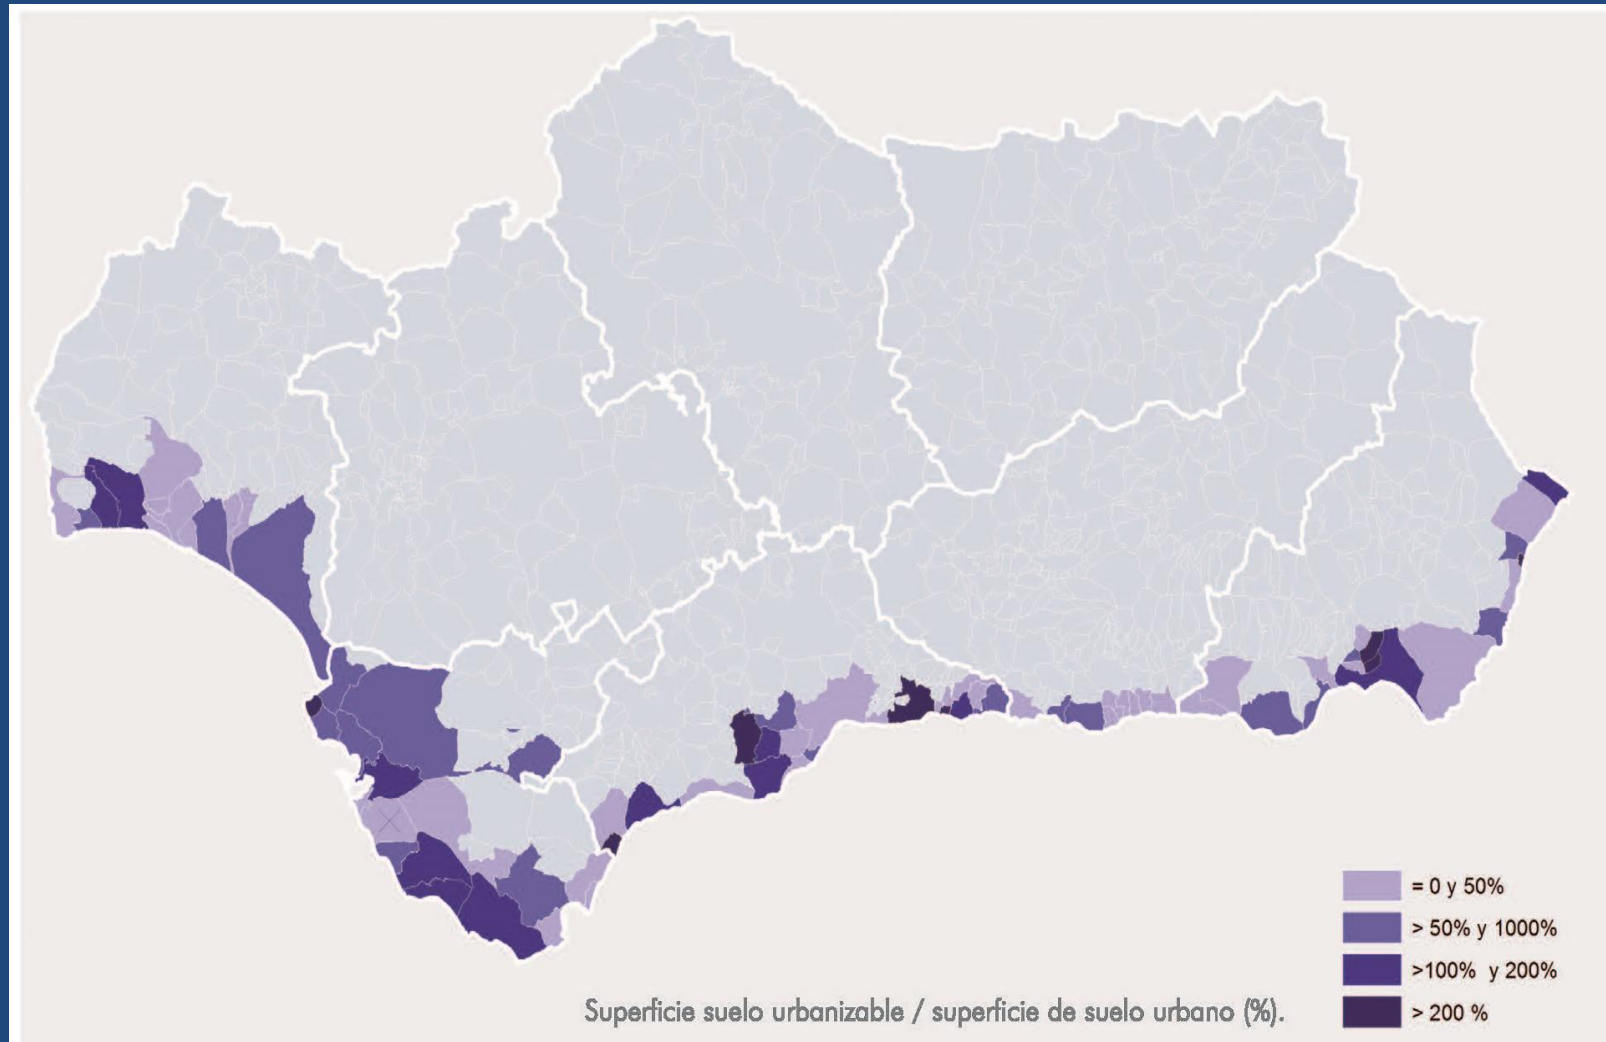 = 0 y 50%
> 50% y 1000%
>100% y 200%
> 200 %
Superficie suelo urbanizable / superficie de suelo urbano (%).